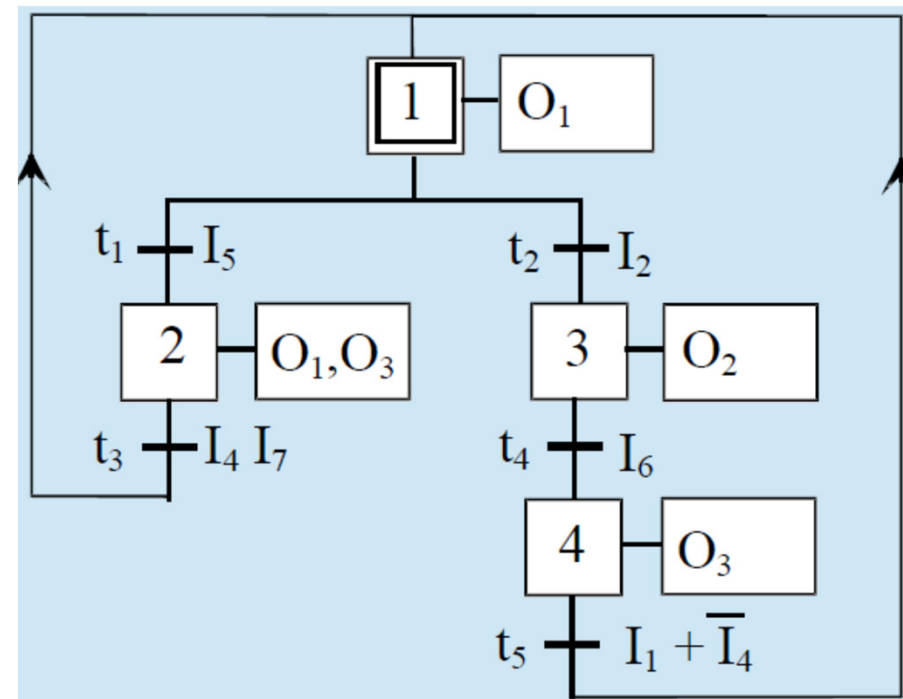 1 O₁
t₁ I₅ t₂ I₂
2 O₁,O₃ 3 O₂
t₃ I₄ I₇ t₄ I₆
4 O₃
t₅ I₁ + I̅₄